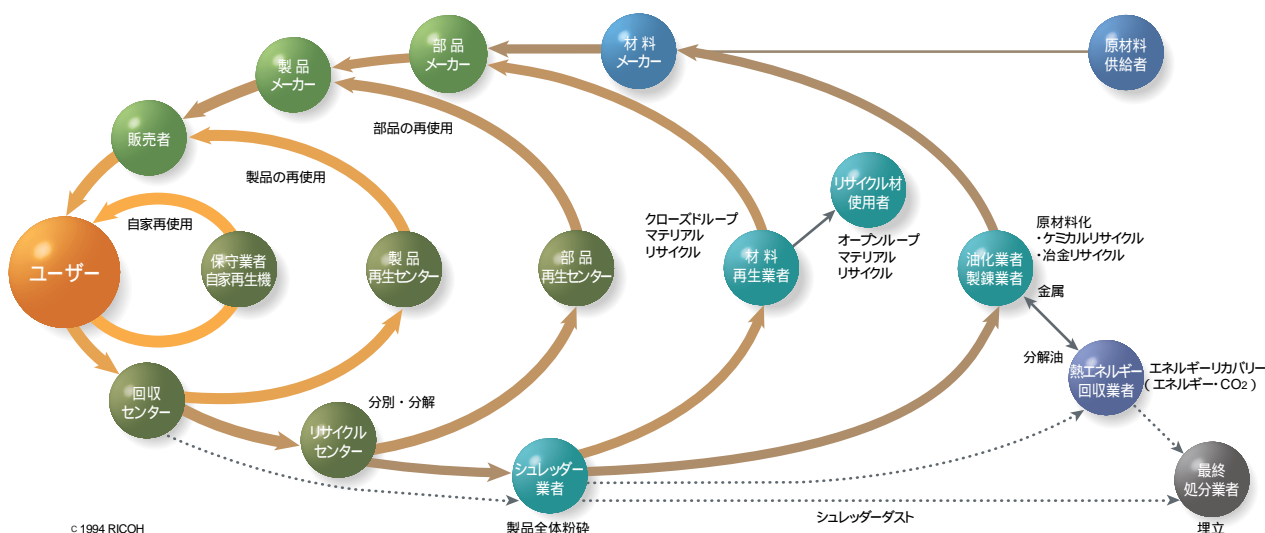 部品
メーカー
材料
メーカー
原材料
供給者
製品
メーカー
販売者
部品の再使用
製品の再使用
自家再使用
リサイクル材
使用者
クローズドループ
マテリアル
リサイクル
オープンループ
マテリアル
リサイクル
原材料化
・ケミカルリサイクル
・冶金リサイクル
ユーザー
保守業者
自家再生機
製品
再生センター
部品
再生センター
材料
再生業者
油化業者
製錬業者
金属
分解油
熱エネルギー
回収業者
エネルギーリカバリー
(エネルギー・CO2)
回収
センター
分別・分解
リサイクル
センター
シュレッダー
業者
製品全体粉砕
シュレッダーダスト
最終
処分業者
埋立
C 1994 RICOH